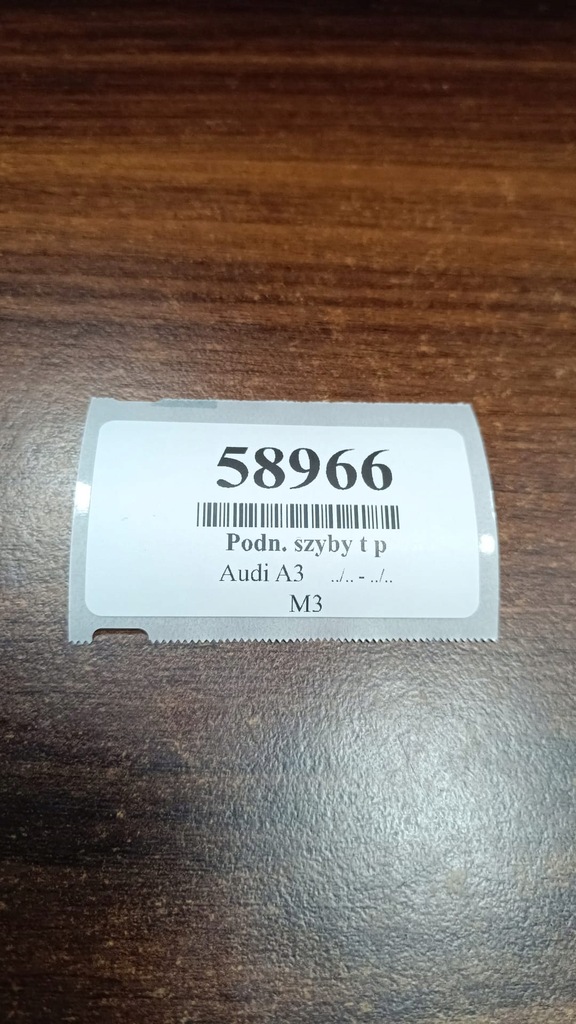 58966
Podn. szyby t p
Audi A3 ../.. - ../..
M3